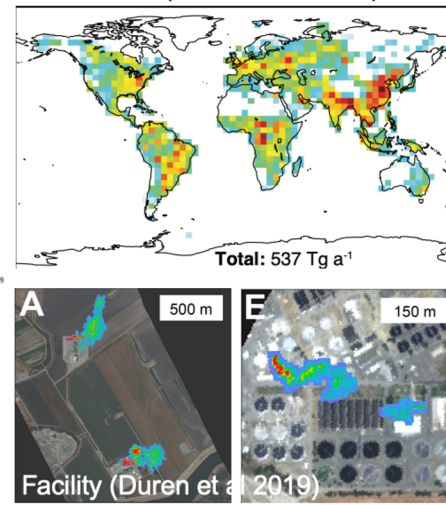 Total: 537 Tg a-1
A
500 m
E
150 m
Facility (Duren et al 2019)